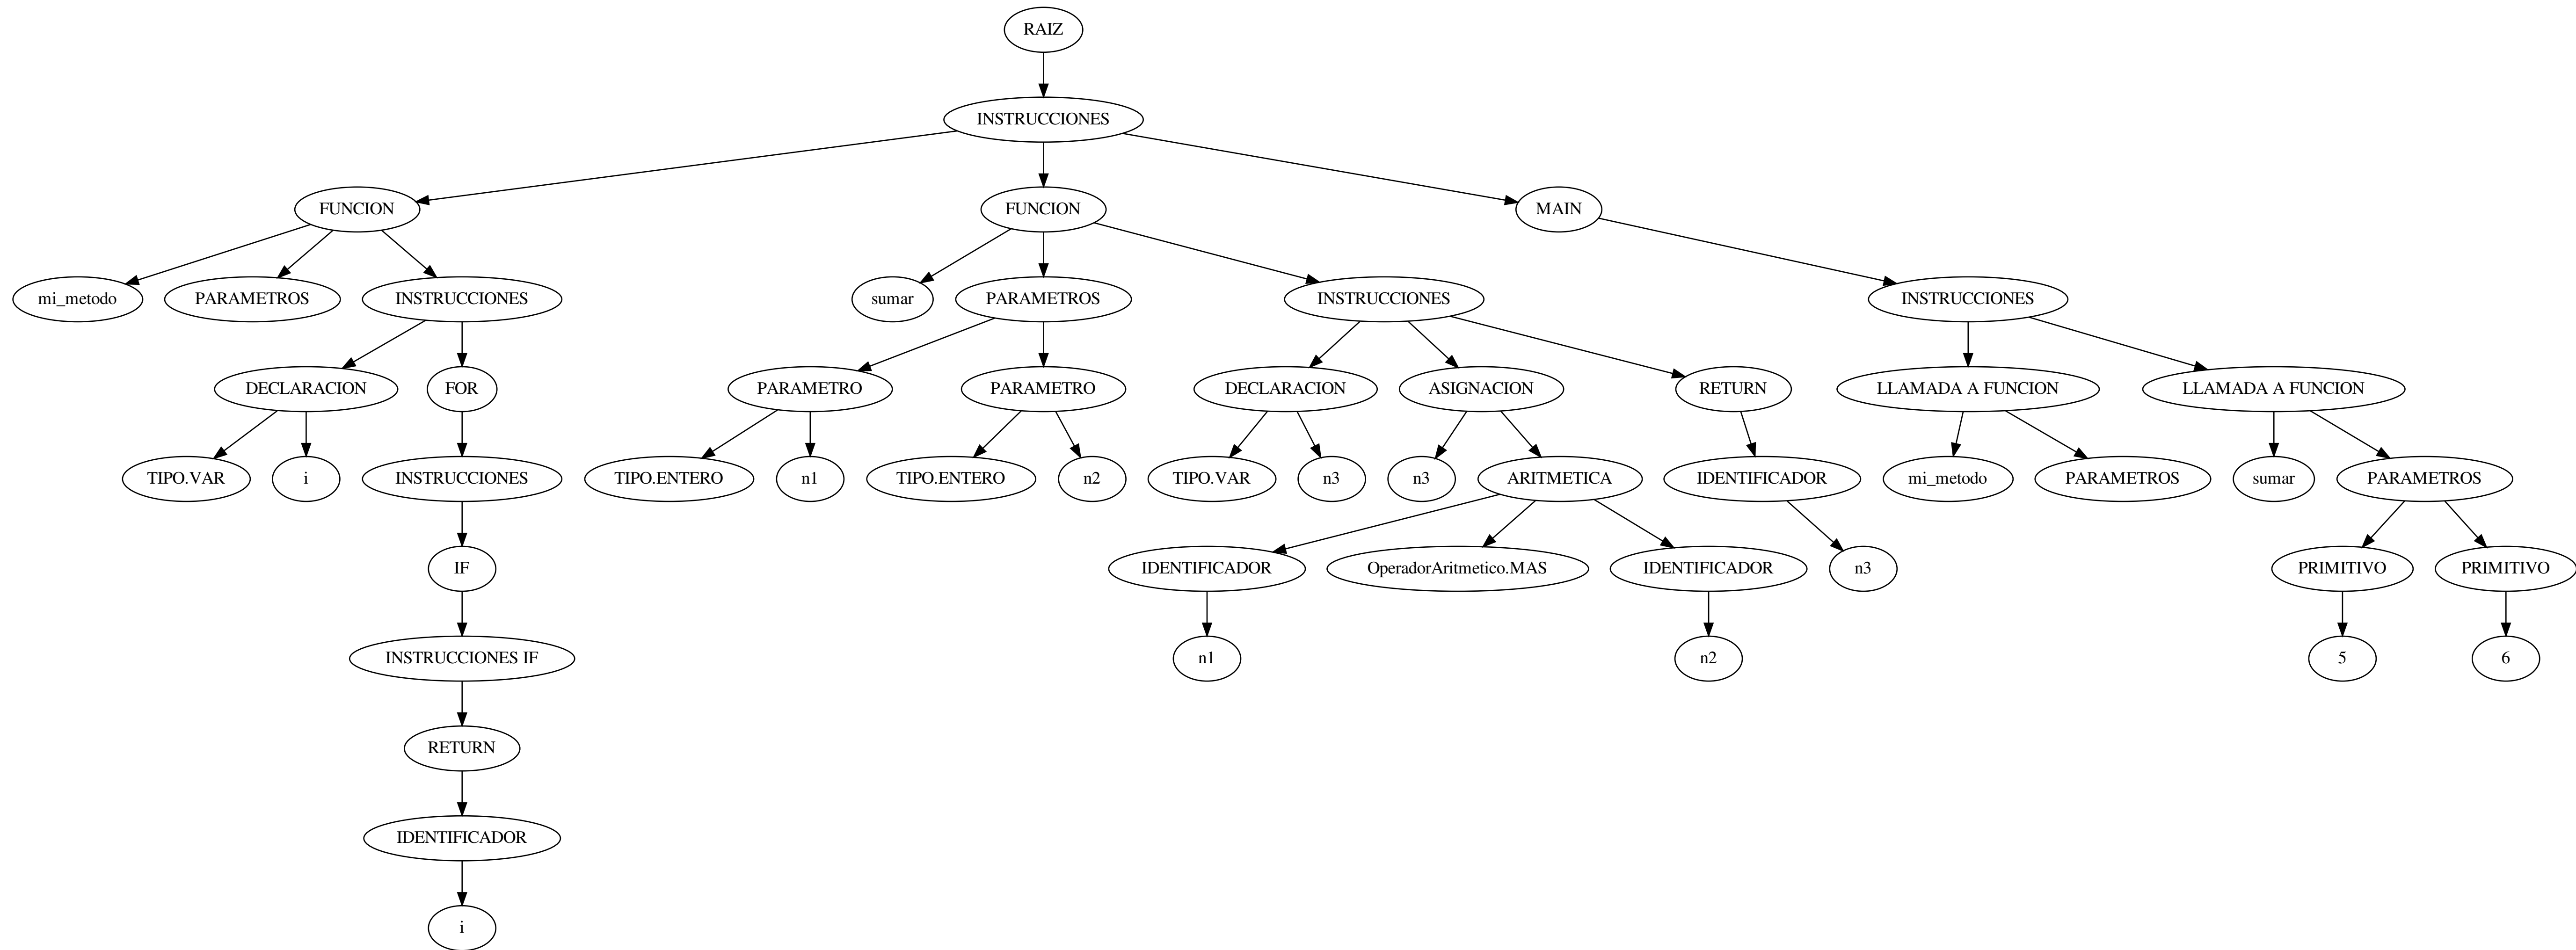 RAIZ
INSTRUCCIONES
FUNCION
FUNCION
MAIN
mi_metodo
PARAMETROS
INSTRUCCIONES
sumar
PARAMETROS
INSTRUCCIONES
INSTRUCCIONES
DECLARACION
FOR
PARAMETRO
PARAMETRO
DECLARACION
ASIGNACION
RETURN
LLAMADA A FUNCION
LLAMADA A FUNCION
TIPO.VAR
i
INSTRUCCIONES
TIPO.ENTERO
n1
TIPO.ENTERO
n2
TIPO.VAR
n3
n3
ARITMETICA
IDENTIFICADOR
mi_metodo
PARAMETROS
sumar
PARAMETROS
IF
IDENTIFICADOR
OperadorAritmetico.MAS
IDENTIFICADOR
n3
PRIMITIVO
PRIMITIVO
INSTRUCCIONES IF
n1
n2
5
6
RETURN
IDENTIFICADOR
i